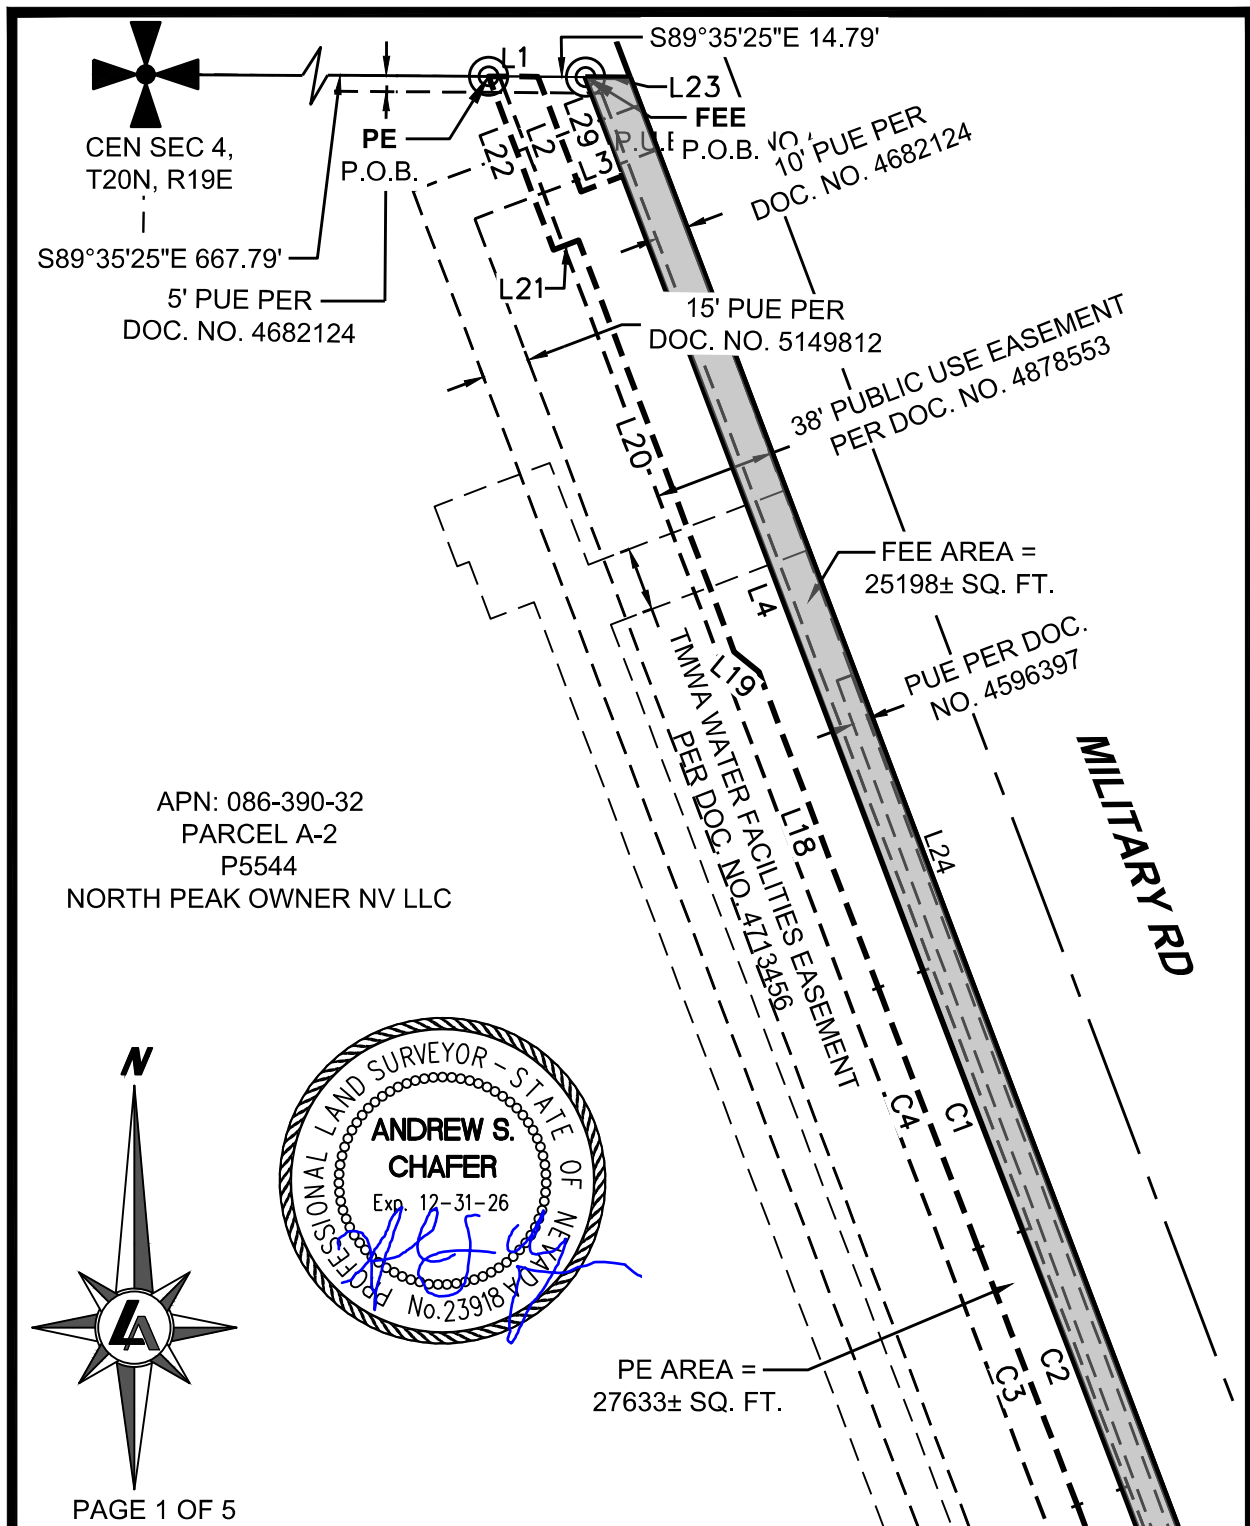 S89°35'25"E 14.79'
L1
L23
CEN SEC 4,
T20N, R19E
PE
P.O.B.
FEE
P.O.B.
L22
L2
L29
L3
10' PUE PER
DOC. NO. 4682124
S89°35'25"E 667.79'
5' PUE PER
DOC. NO. 4682124
L21
15' PUE PER
DOC. NO. 5149812
38' PUBLIC USE EASEMENT
PER DOC. NO. 4878553
L20
FEE AREA =
25198± SQ. FT.
L4
PUE PER DOC.
NO. 4596397
L19
TMWA WATER FACILITIES EASEMENT
PER DOC. NO. 4713456
L18
L24
MILITARY RD
APN: 086-390-32
PARCEL A-2
P5544
NORTH PEAK OWNER NV LLC
C4
C1
N
PROFESSIONAL LAND SURVEYOR - STATE OF NEVADA
ANDREW S.
CHAFER
Exp. 12-31-26
No. 23918
LA
PE AREA =
27633± SQ. FT.
C3
C2
PAGE 1 OF 5